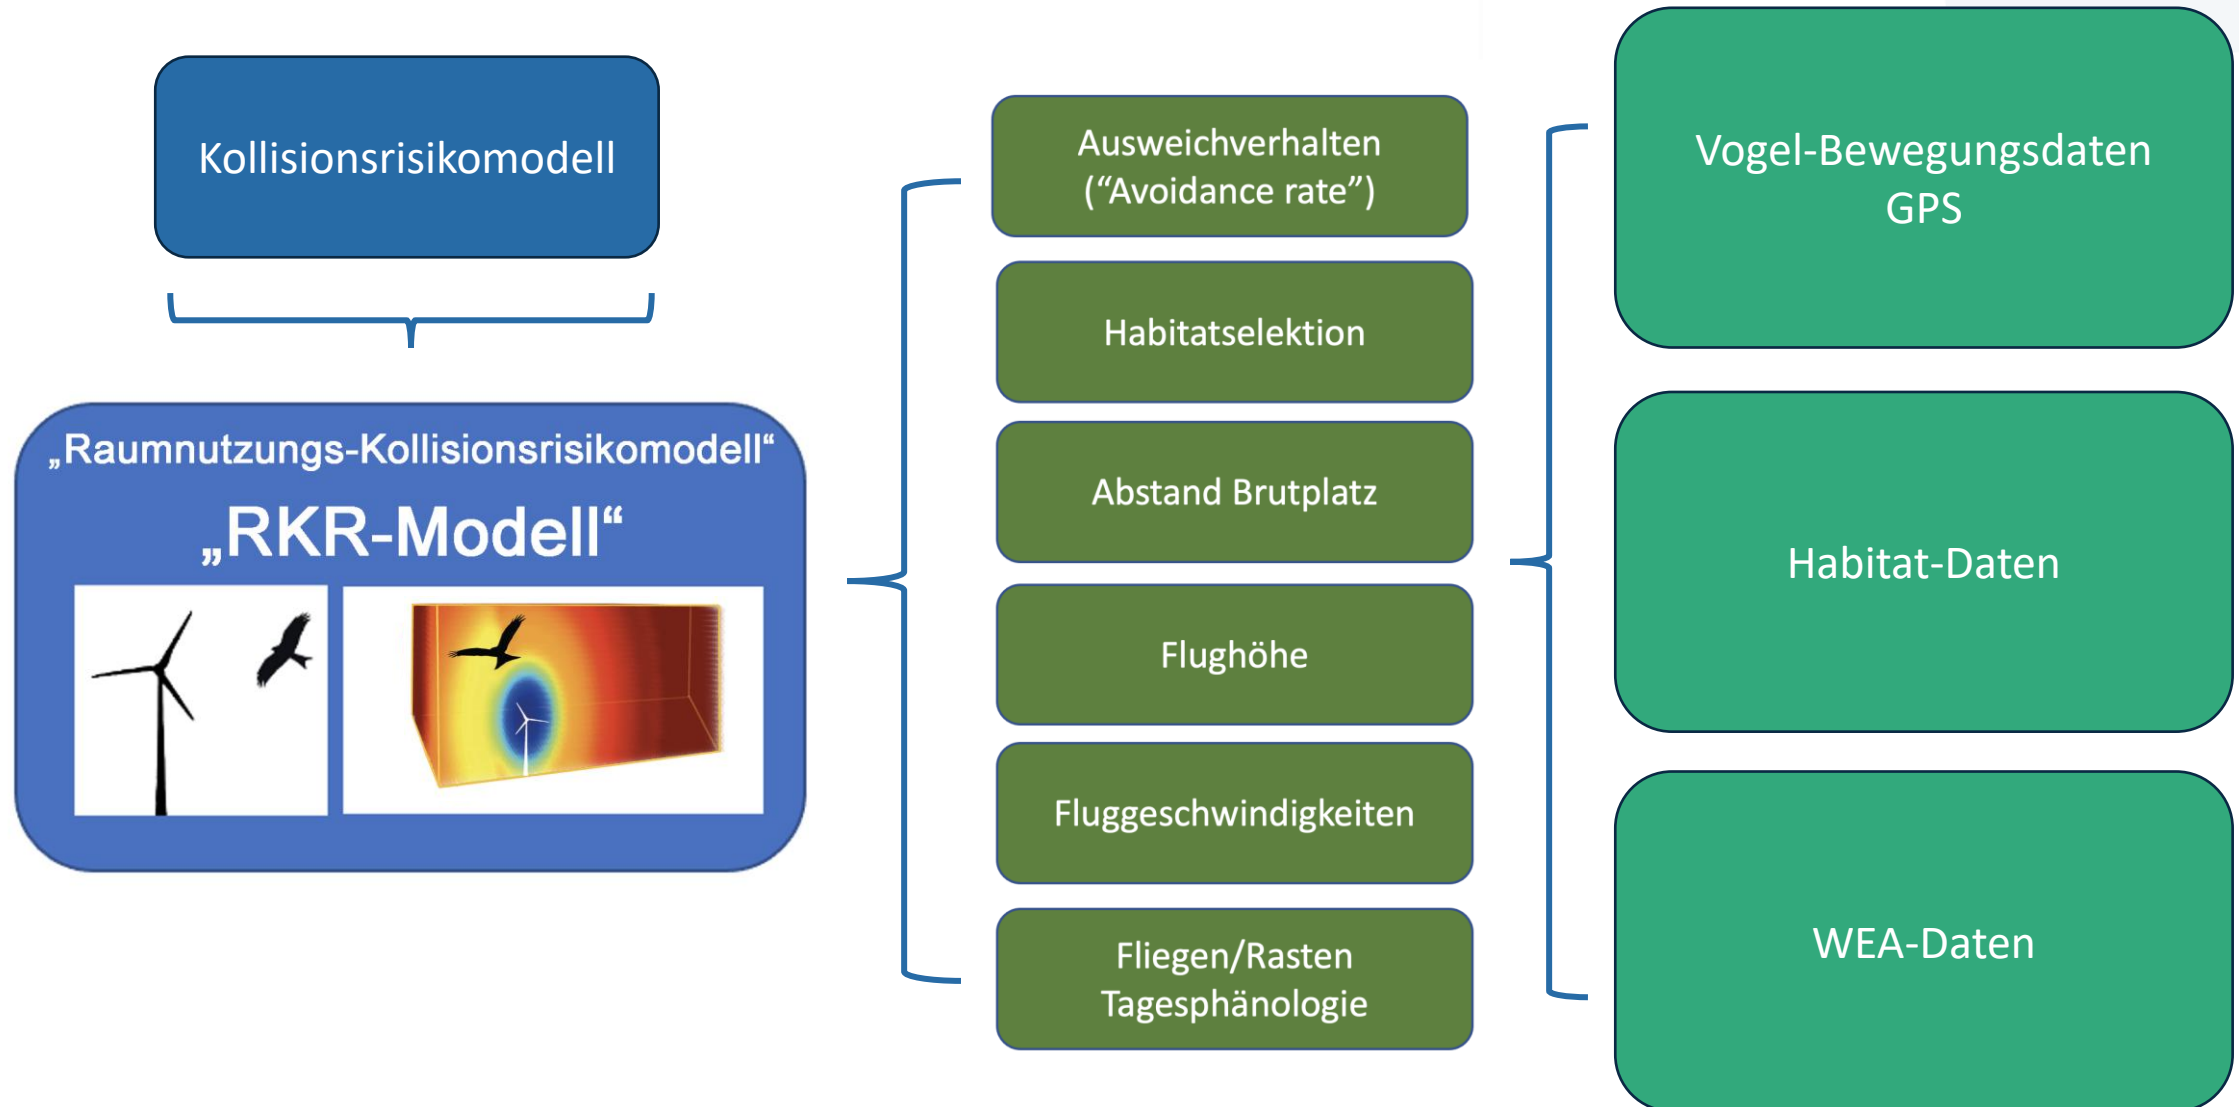 Kollisionsrisikomodell
„Raumnutzungs-Kollisionsrisikomodell“
„RKR-Modell“
Ausweichverhalten
(“Avoidance rate”)
Habitatselektion
Abstand Brutplatz
Flughöhe
Fluggeschwindigkeiten
Fliegen/Rasten
Tagesphänologie
Vogel-Bewegungsdaten
GPS
Habitat-Daten
WEA-Daten